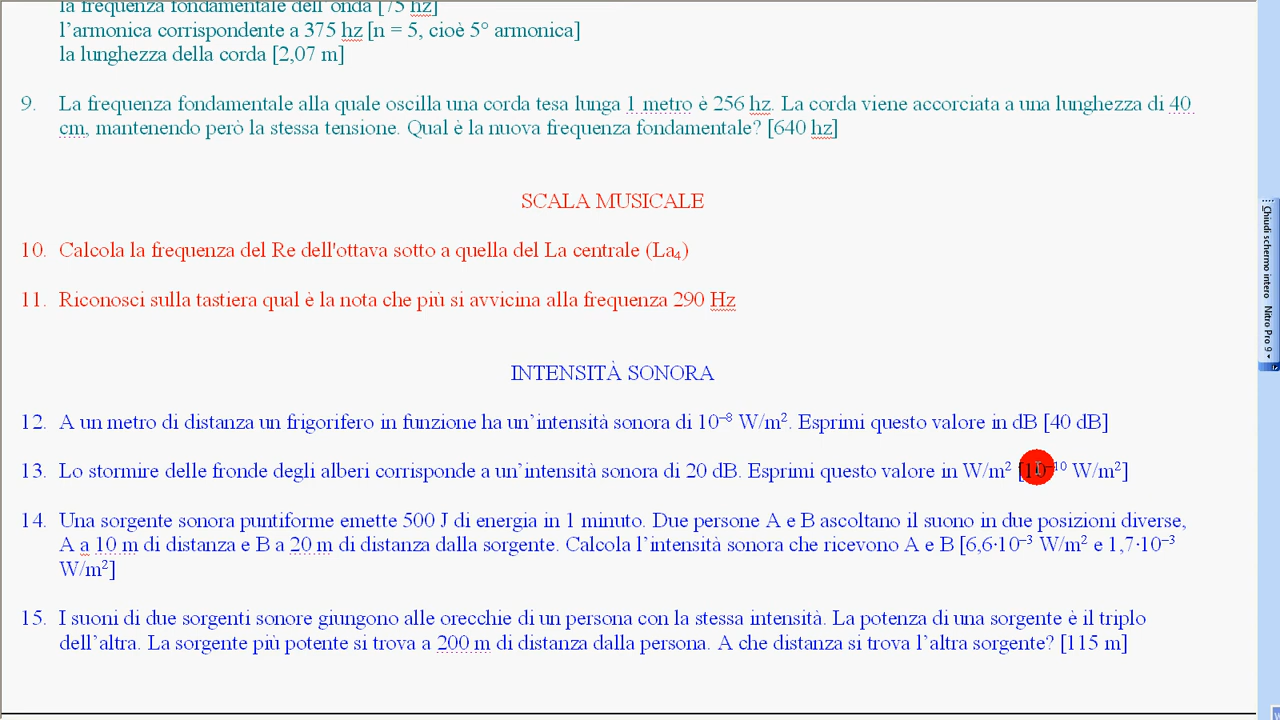 la frequenza fondamentale dell'onda [75 hz]
l’armonica corrispondente a 375 hz [n = 5, cioè 5° armonica]
la lunghezza della corda [2,07 m]
9. La frequenza fondamentale alla quale oscilla una corda tesa lunga 1 metro è 256 hz. La corda viene accorciata a una lunghezza di 40
cm, mantenendo però la stessa tensione. Qual è la nuova frequenza fondamentale? [640 hz]
SCALA MUSICALE
10. Calcola la frequenza del Re dell'ottava sotto a quella del La centrale (La₄)
11. Riconosci sulla tastiera qual è la nota che più si avvicina alla frequenza 290 Hz
INTENSITÀ SONORA
12. A un metro di distanza un frigorifero in funzione ha un’intensità sonora di 10⁻⁸ W/m². Esprimi questo valore in dB [40 dB]
13. Lo stormire delle fronde degli alberi corrisponde a un’intensità sonora di 20 dB. Esprimi questo valore in W/m² [10⁻¹⁰ W/m²]
14. Una sorgente sonora puntiforme emette 500 J di energia in 1 minuto. Due persone A e B ascoltano il suono in due posizioni diverse,
A a 10 m di distanza e B a 20 m di distanza dalla sorgente. Calcola l’intensità sonora che ricevono A e B [6,6·10⁻³ W/m² e 1,7·10⁻³
W/m²]
15. I suoni di due sorgenti sonore giungono alle orecchie di un persona con la stessa intensità. La potenza di una sorgente è il triplo
dell’altra. La sorgente più potente si trova a 200 m di distanza dalla persona. A che distanza si trova l’altra sorgente? [115 m]
Chiudi schermo intero Nitro Pro 9